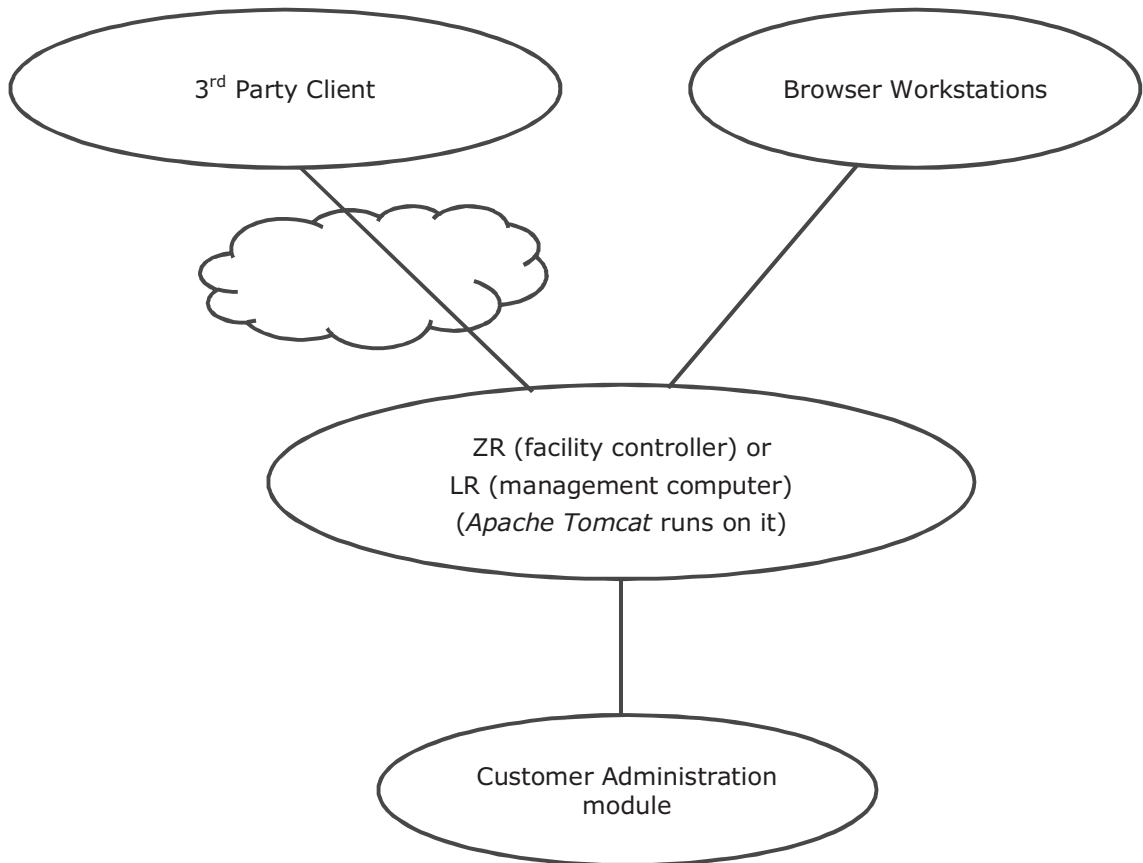 3rd Party Client
Browser Workstations
ZR (facility controller) or
LR (management computer)
(Apache Tomcat runs on it)
Customer Administration
module